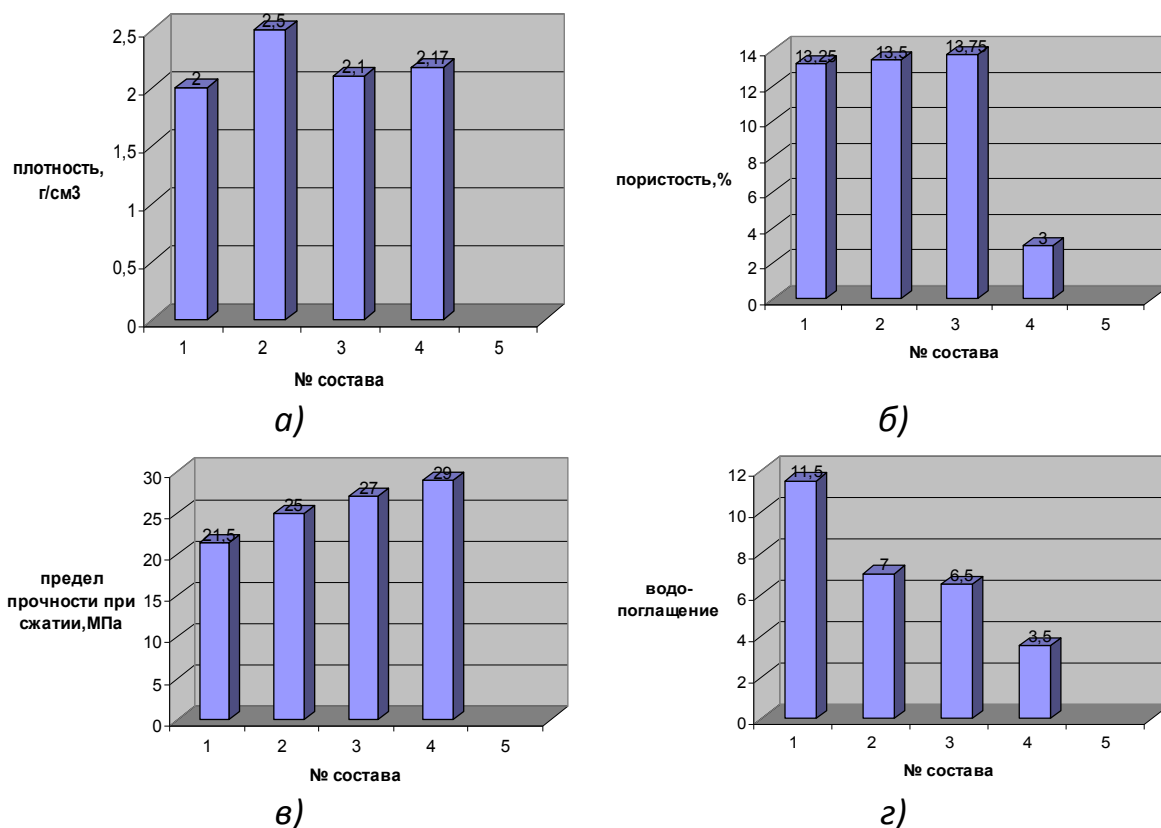 2,5
2
1,5
1
0,5
0
2
2,5
2,1
2,17
плотность,
г/см3
1 2 3 4 5
№ состава
а)
14
12
10
8
6
4
2
0
13,25
13,5
13,75
3
пористость,%
1 2 3 4 5
№ состава
б)
30
25
20
15
10
5
0
21,5
25
27
29
предел
прочности при
сжатии,МПа
1 2 3 4 5
№ состава
в)
12
10
8
6
4
2
0
11,5
7
6,5
3,5
водо-
поглащение
1 2 3 4 5
№ состава
г)